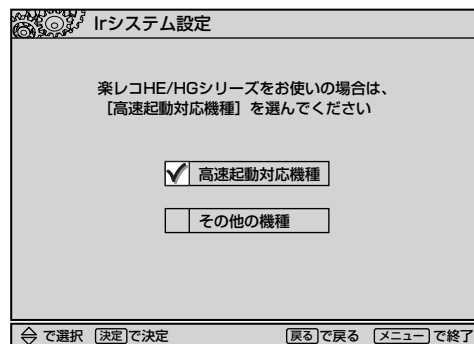 Irシステム設定
楽レコHE/HGシリーズをお使いの場合は、
［高速起動対応機種］を選んでください
高速起動対応機種
その他の機種
で選択 決定で決定 戻るで戻る メニューで終了